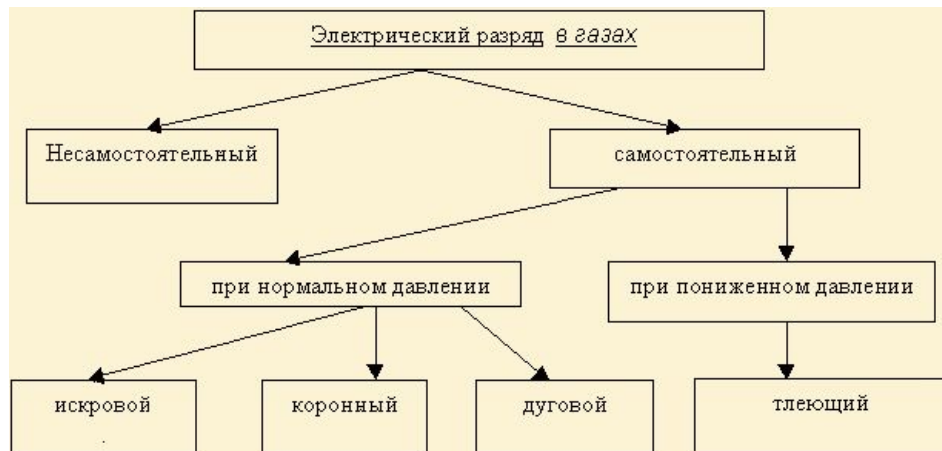 Электрический разряд в газах
Несамостоятельный
самостоятельный
при нормальном давлении
при пониженном давлении
искровой
коронный
дуговой
тлеющий